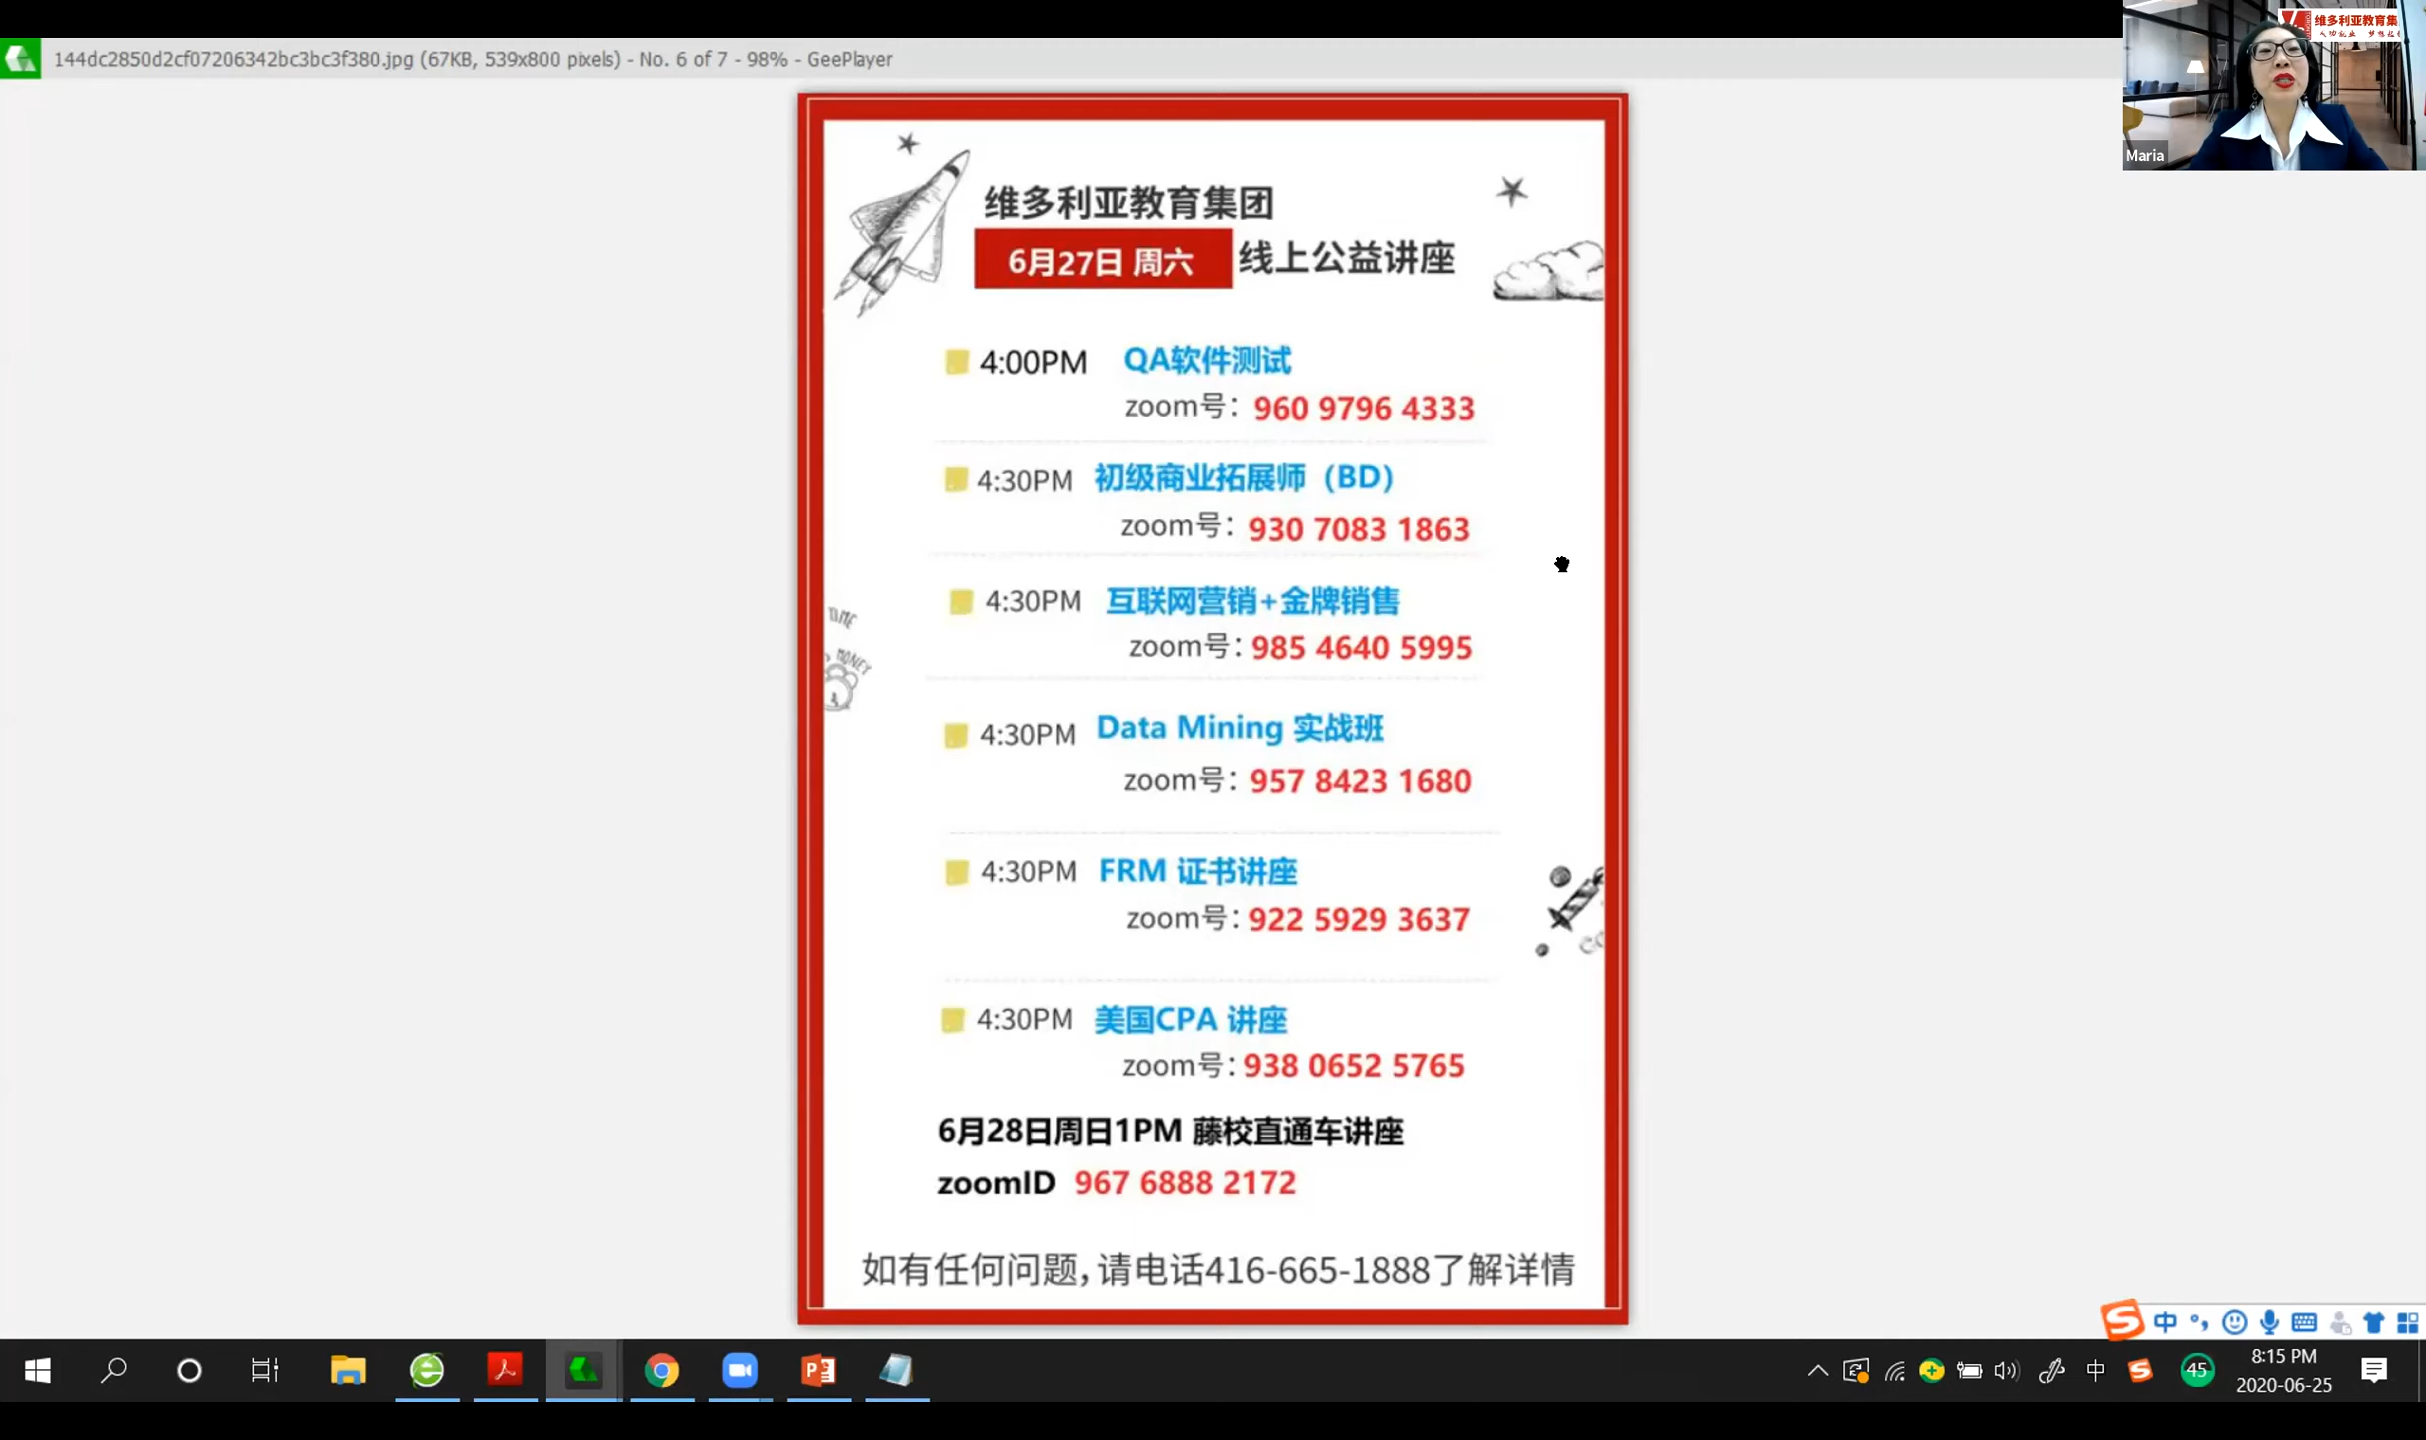 144dc2850d2cf07206342bc3bc3f380.jpg (67KB, 539x800 pixels) - No. 6 of 7 - 98% - GeePlayer
维多利亚教育集
Maria
维多利亚教育集团
6月27日 周六 线上公益讲座
4:00PM QA软件测试
zoom号：960 9796 4333
4:30PM 初级商业拓展师（BD）
zoom号：930 7083 1863
4:30PM 互联网营销+金牌销售
zoom号：985 4640 5995
TIME
MONEY
4:30PM Data Mining 实战班
zoom号：957 8423 1680
4:30PM FRM 证书讲座
zoom号：922 5929 3637
4:30PM 美国CPA 讲座
zoom号：938 0652 5765
6月28日周日1PM 藤校直通车讲座
zoomID 967 6888 2172
如有任何问题，请电话416-665-1888了解详情
中
中
45
8:15 PM
2020-06-25